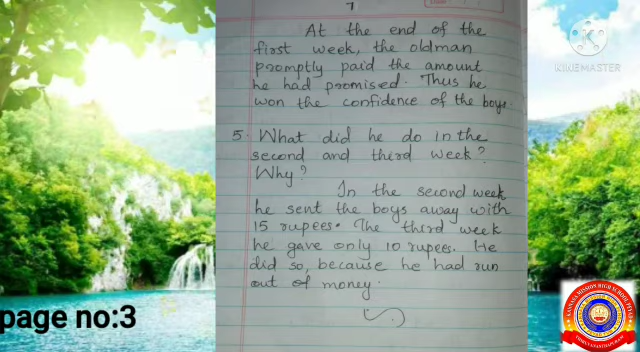 7
Date
At the end of the
first week, the oldman
promptly paid the amount
he had promised. Thus he
won the confidence of the boys.
5. What did he do in the
second and third week?
Why?
In the second week
he sent the boys away with
15 rupees. The third week
he gave only 10 rupees. He
did so, because he had run
out of money.
KINEMASTER
page no:3